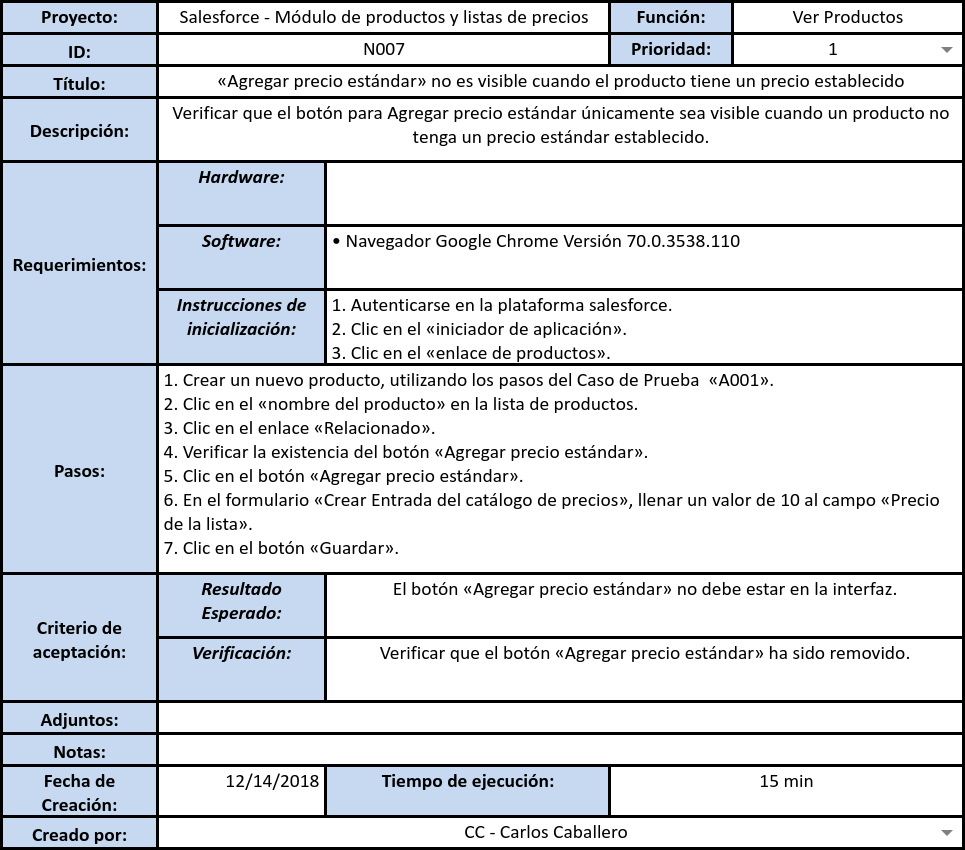 Proyecto: Salesforce - Módulo de productos y listas de precios Función: Ver Productos
ID: N007 Prioridad: 1
Título: «Agregar precio estándar» no es visible cuando el producto tiene un precio establecido
Descripción: Verificar que el botón para Agregar precio estándar únicamente sea visible cuando un producto no
tenga un precio estándar establecido.
Requerimientos:
Hardware:
Software: • Navegador Google Chrome Versión 70.0.3538.110
Instrucciones de
inicialización:
1. Autenticarse en la plataforma salesforce.
2. Clic en el «iniciador de aplicación».
3. Clic en el «enlace de productos».
Pasos:
1. Crear un nuevo producto, utilizando los pasos del Caso de Prueba «A001».
2. Clic en el «nombre del producto» en la lista de productos.
3. Clic en el enlace «Relacionado».
4. Verificar la existencia del botón «Agregar precio estándar».
5. Clic en el botón «Agregar precio estándar».
6. En el formulario «Crear Entrada del catálogo de precios», llenar un valor de 10 al campo «Precio
de la lista».
7. Clic en el botón «Guardar».
Criterio de
aceptación:
Resultado
Esperado:
El botón «Agregar precio estándar» no debe estar en la interfaz.
Verificación: Verificar que el botón «Agregar precio estándar» ha sido removido.
Adjuntos:
Notas:
Fecha de
Creación:
12/14/2018 Tiempo de ejecución: 15 min
Creado por: CC - Carlos Caballero